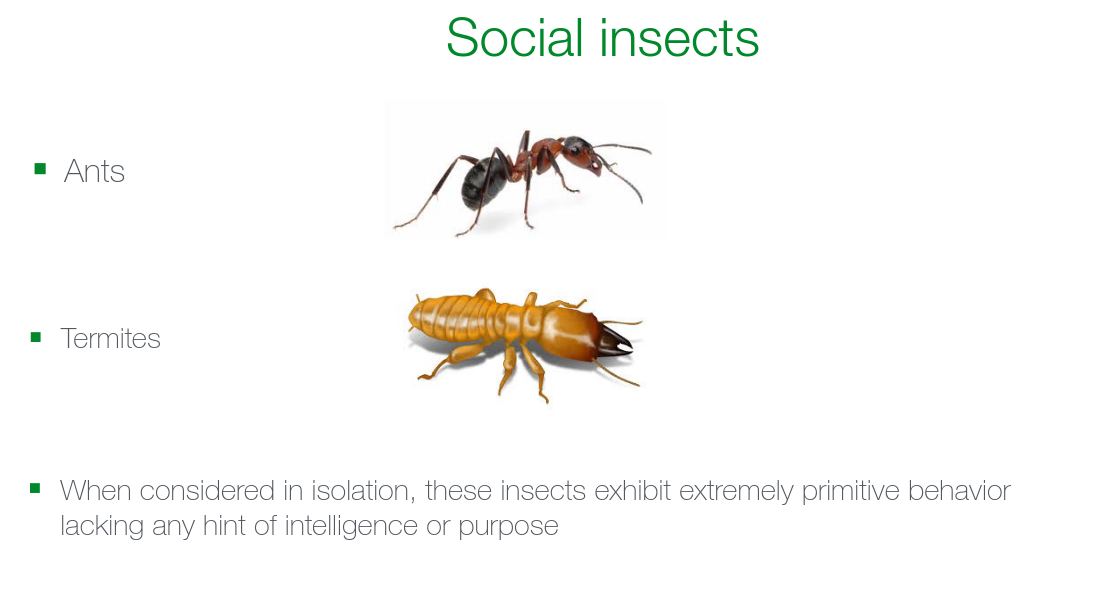 Social insects
Ants
Termites
When considered in isolation, these insects exhibit extremely primitive behavior
lacking any hint of intelligence or purpose